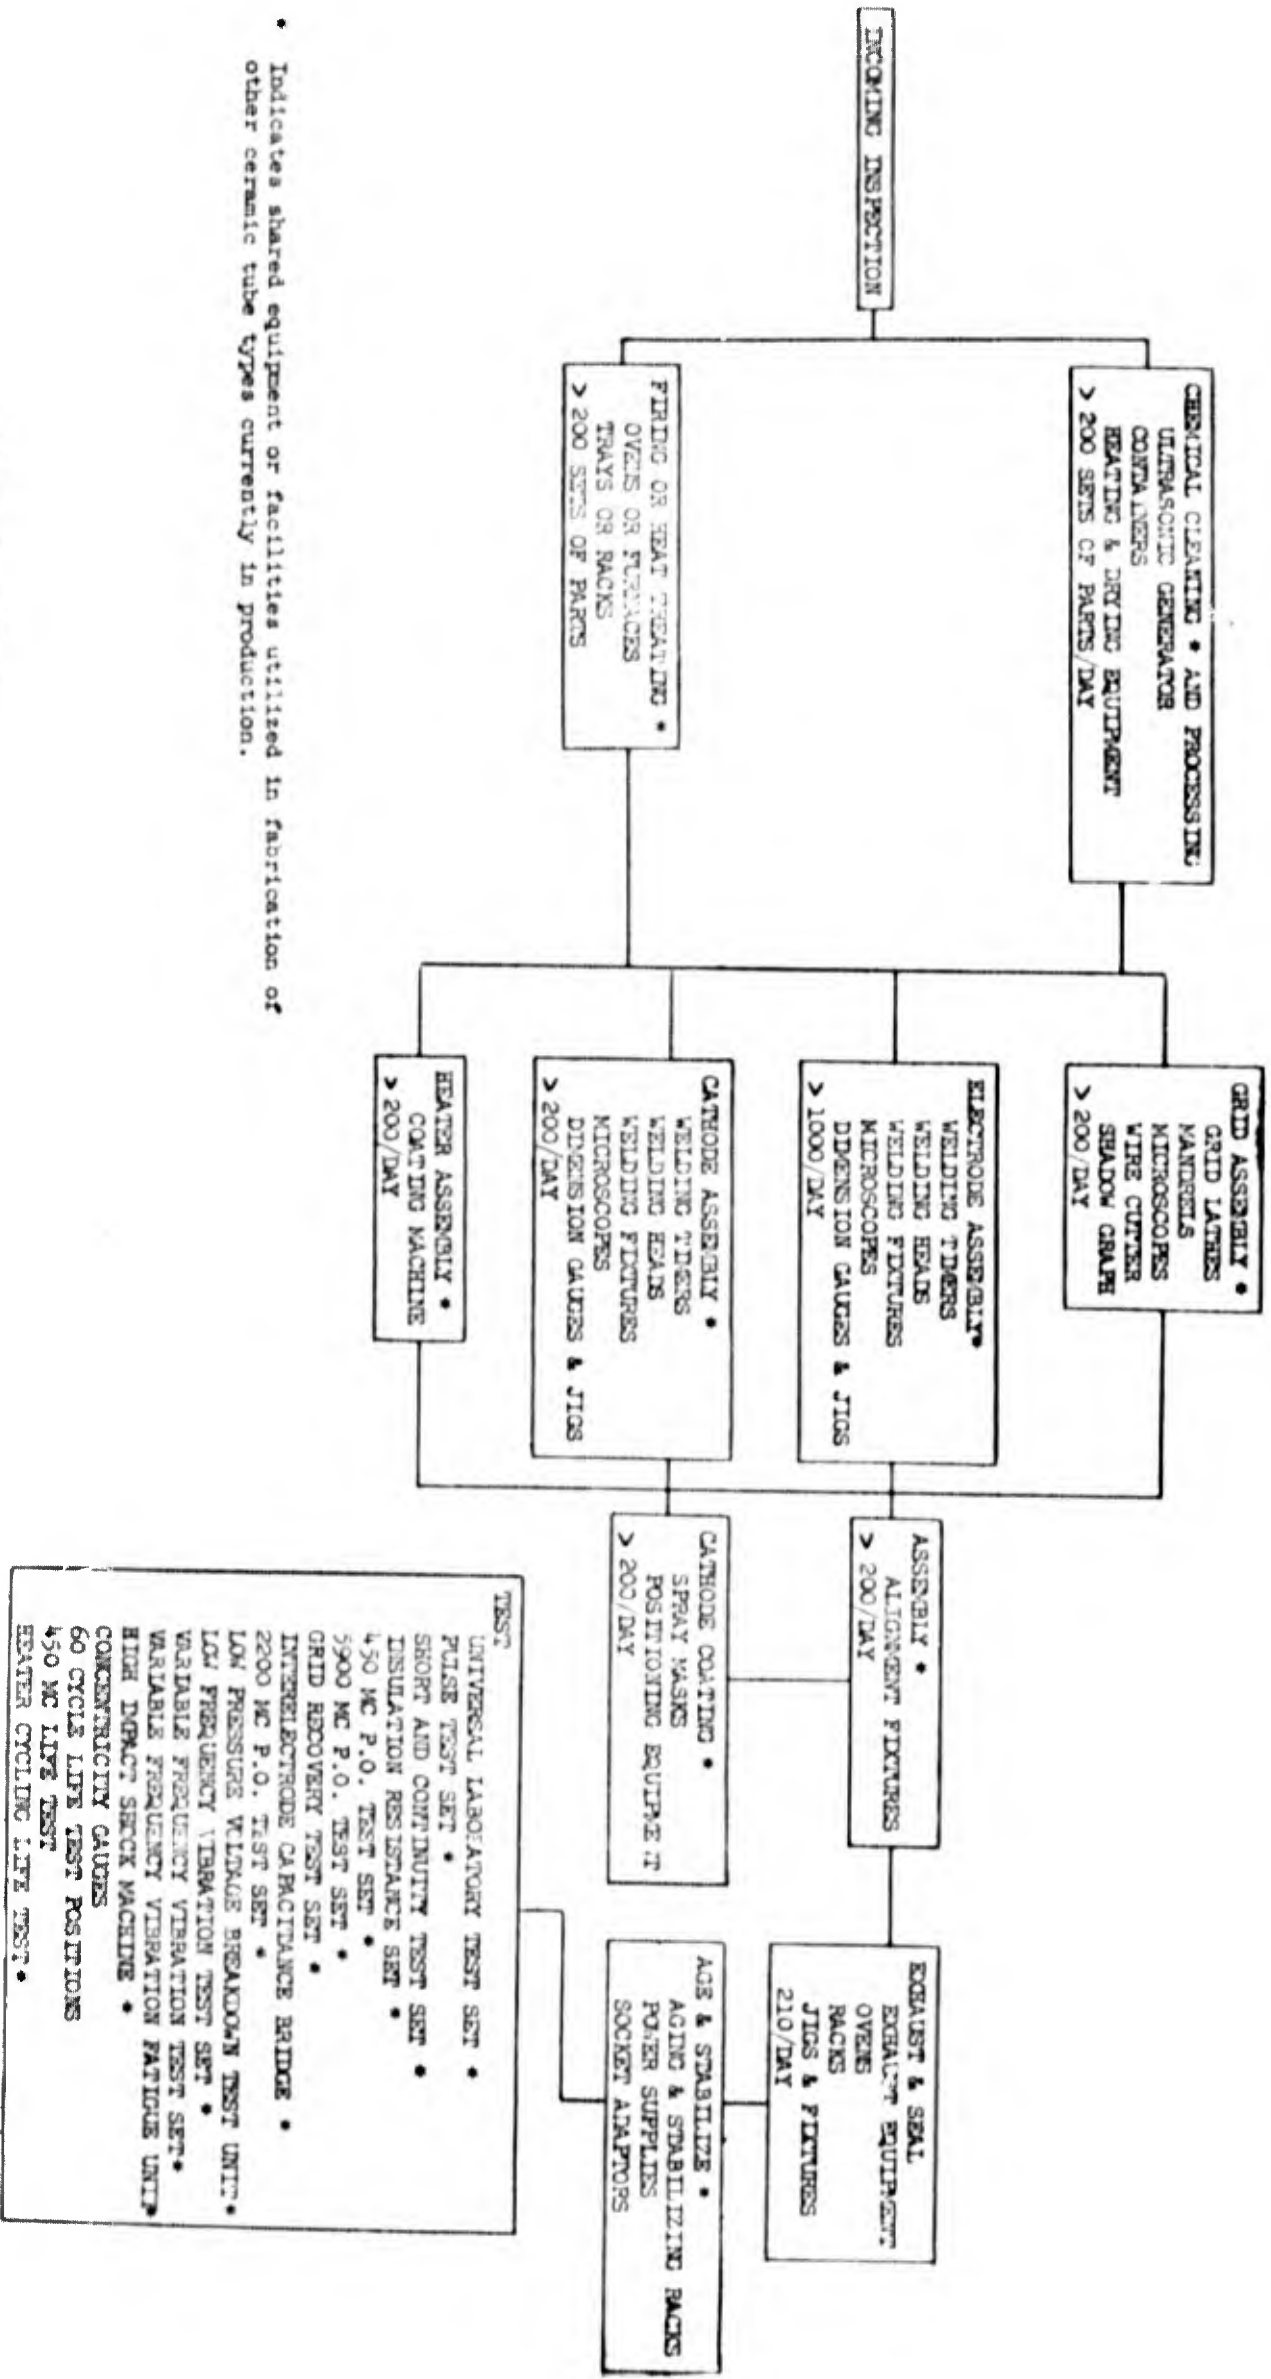 INCOMING INSPECTION
CHEMICAL CLEANING • AND PROCESSING
ULTRASONIC GENERATOR
CONTAINERS
HEATING & DRYING EQUIPMENT
> 200 SETS OF PARTS/DAY
FIRING OR HEAT TREATING •
OVENS OR FURNACES
TRAYS OR RACKS
> 200 SETS OF PARTS
GRID ASSEMBLY •
GRID LATHES
MANDRELS
MICROSCOPES
WIRE CUTTER
SHADOW GRAPH
> 200/DAY
ELECTRODE ASSEMBLY•
WELDING TIMERS
WELDING HEADS
WELDING FIXTURES
MICROSCOPES
DIMENSION GAUGES & JIGS
> 1000/DAY
CATHODE ASSEMBLY •
WELDING TIMERS
WELDING HEADS
WELDING FIXTURES
MICROSCOPES
DIMENSION GAUGES & JIGS
> 200/DAY
HEATER ASSEMBLY •
COATING MACHINE
> 200/DAY
ASSEMBLY •
ALIGNMENT FIXTURES
> 200/DAY
CATHODE COATING •
SPRAY MASKS
POSITIONING EQUIPMENT
> 200/DAY
EXHAUST & SEAL
EXHAUST EQUIPMENT
OVENS
RACKS
JIGS & FIXTURES
210/DAY
AGE & STABILIZE •
AGING & STABILIZING RACKS
POWER SUPPLIES
SOCKET ADAPTORS
TEST
UNIVERSAL LABORATORY TEST SET •
PULSE TEST SET •
SHORT AND CONTINUITY TEST SET •
INSULATION RESISTANCE SET •
450 MC P.O. TEST SET •
5900 MC P.O. TEST SET •
GRID RECOVERY TEST SET •
INTERELECTRODE CAPACITANCE BRIDGE •
2200 MC P.O. TEST SET •
LOW PRESSURE VOLTAGE BREAKDOWN TEST UNIT•
LOW FREQUENCY VIBRATION TEST SET •
VARIABLE FREQUENCY VIBRATION TEST SET•
VARIABLE FREQUENCY VIBRATION FATIGUE UNIT•
HIGH IMPACT SHOCK MACHINE •
CONCENTRICITY GAUGES
60 CYCLE LIFE TEST POSITIONS
450 MC LIFE TEST
HEATER CYCLING LIFE TEST•
• Indicates shared equipment or facilities utilized in fabrication of
other ceramic tube types currently in production.